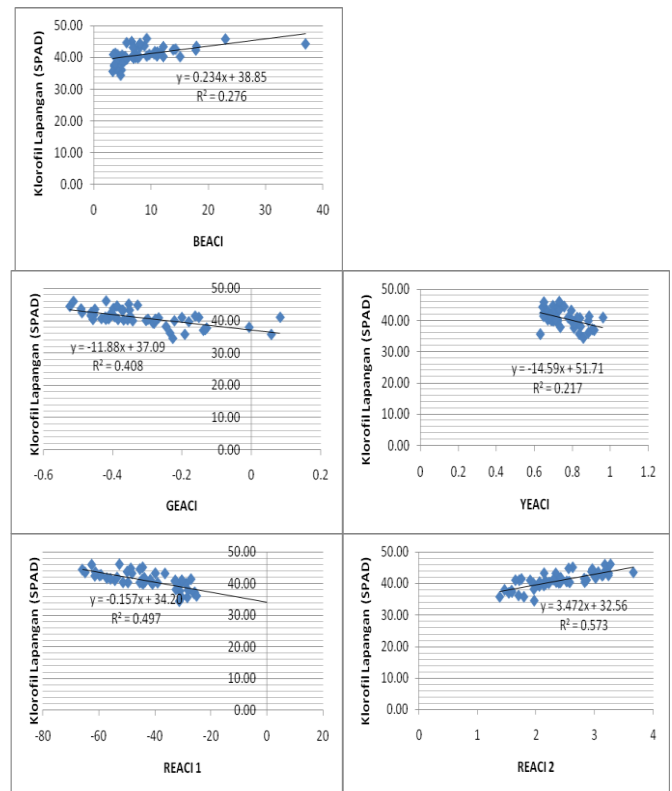 Klorofil Lapangan (SPAD)
50.00
40.00
30.00
20.00
10.00
0.00
y = 0.234x + 38.85
R² = 0.276
0 10 20 30 40
BEACI
Klorofil Lapangan (SPAD)
50.00
40.00
30.00
20.00
10.00
0.00
y = -11.88x + 37.09
R² = 0.408
-0.6 -0.4 -0.2 0 0.2
GEACI
Klorofil Lapangan (SPAD)
50.00
40.00
30.00
20.00
10.00
0.00
y = -14.59x + 51.71
R² = 0.217
0 0.2 0.4 0.6 0.8 1 1.2
YEACI
Klorofil Lapangan (SPAD)
50.00
40.00
30.00
20.00
10.00
0.00
y = -0.157x + 34.20
R² = 0.497
-80 -60 -40 -20 0 20
REACI 1
Klorofil Lapangan (SPAD)
50.00
40.00
30.00
20.00
10.00
0.00
y = 3.472x + 32.56
R² = 0.573
0 1 2 3 4
REACI 2